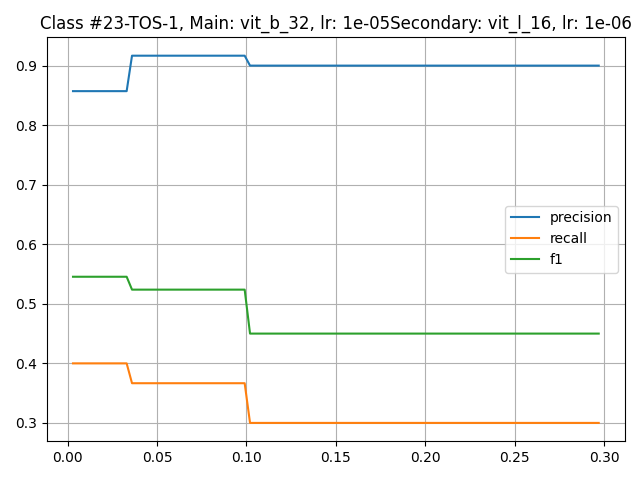 Class #23-TOS-1, Main: vit_b_32, lr: 1e-05Secondary: vit_l_16, lr: 1e-06
0.9
0.8
0.7
0.6
0.5
0.4
0.3
precision
recall
f1
0.00 0.05 0.10 0.15 0.20 0.25 0.30